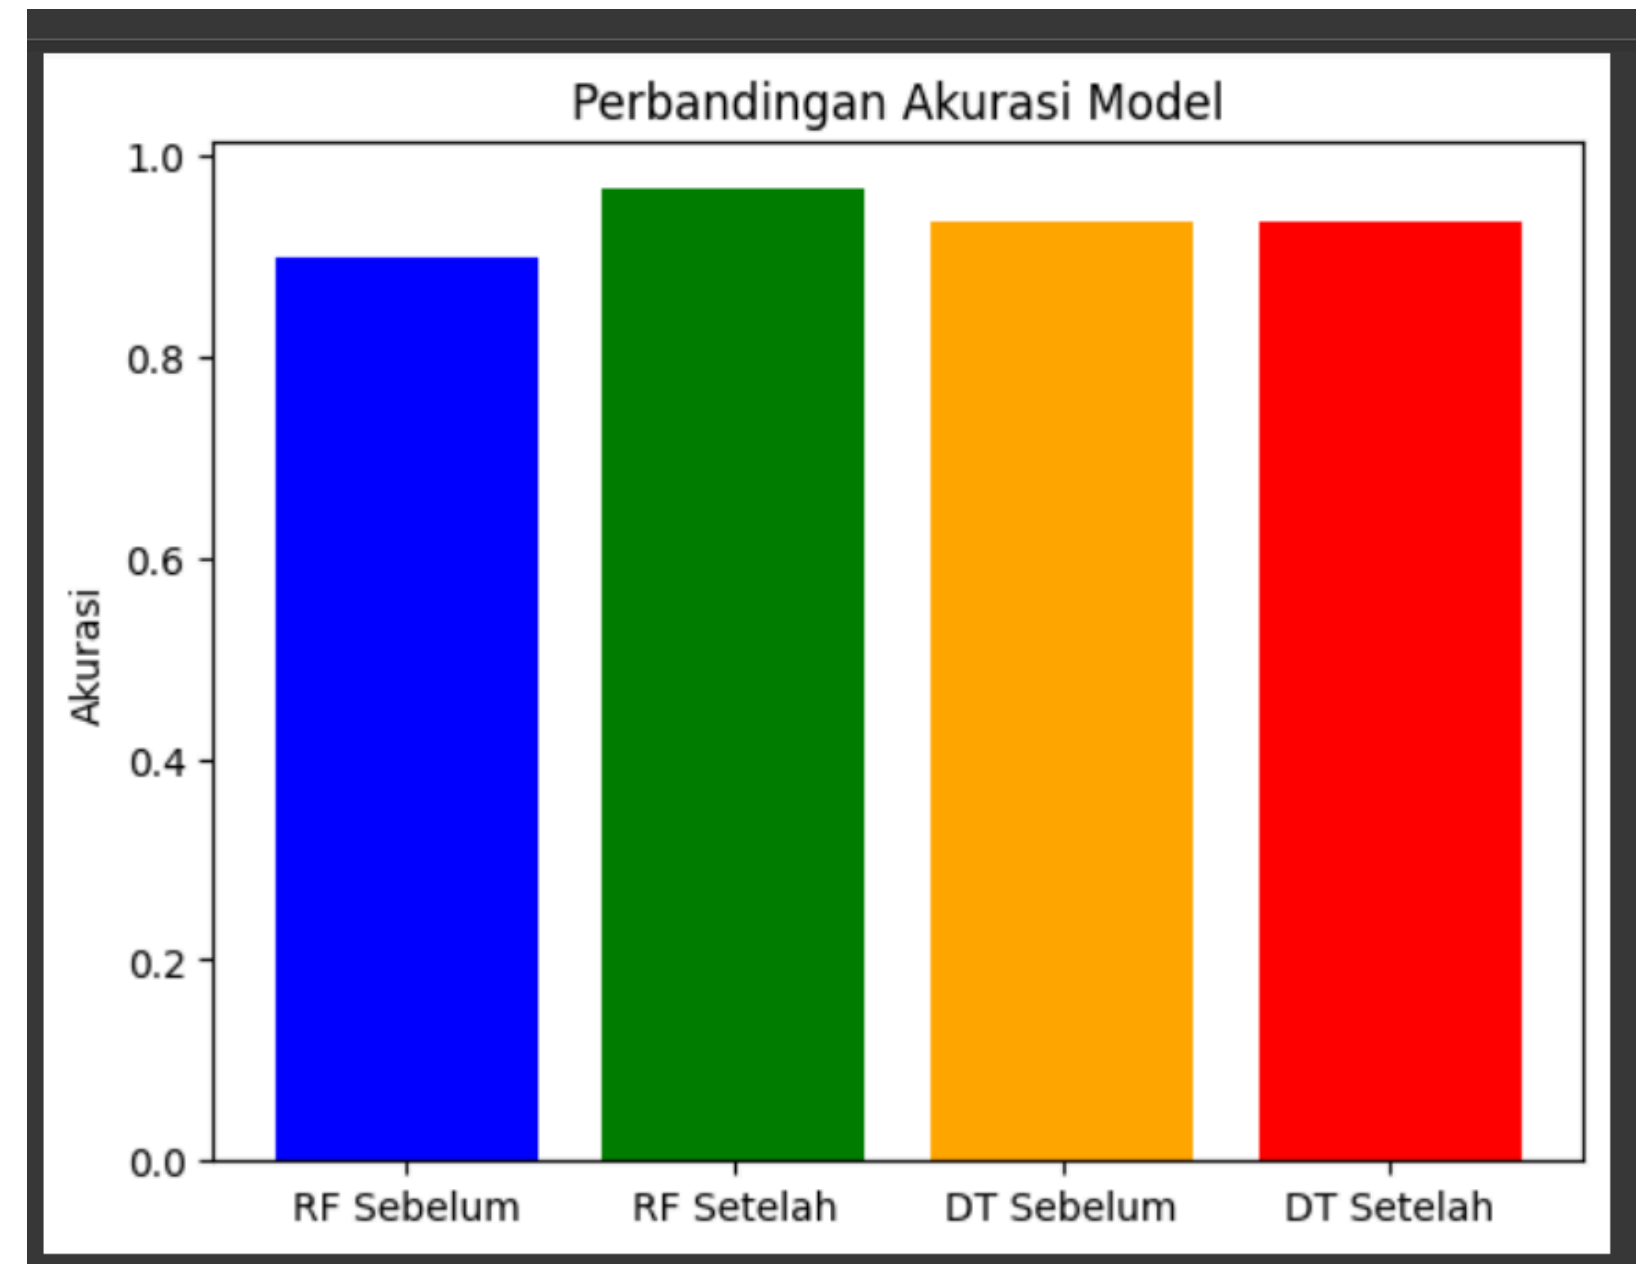 Perbandingan Akurasi Model
1.0
0.8
0.6
0.4
0.2
0.0
Akurasi
RF Sebelum
RF Setelah
DT Sebelum
DT Setelah